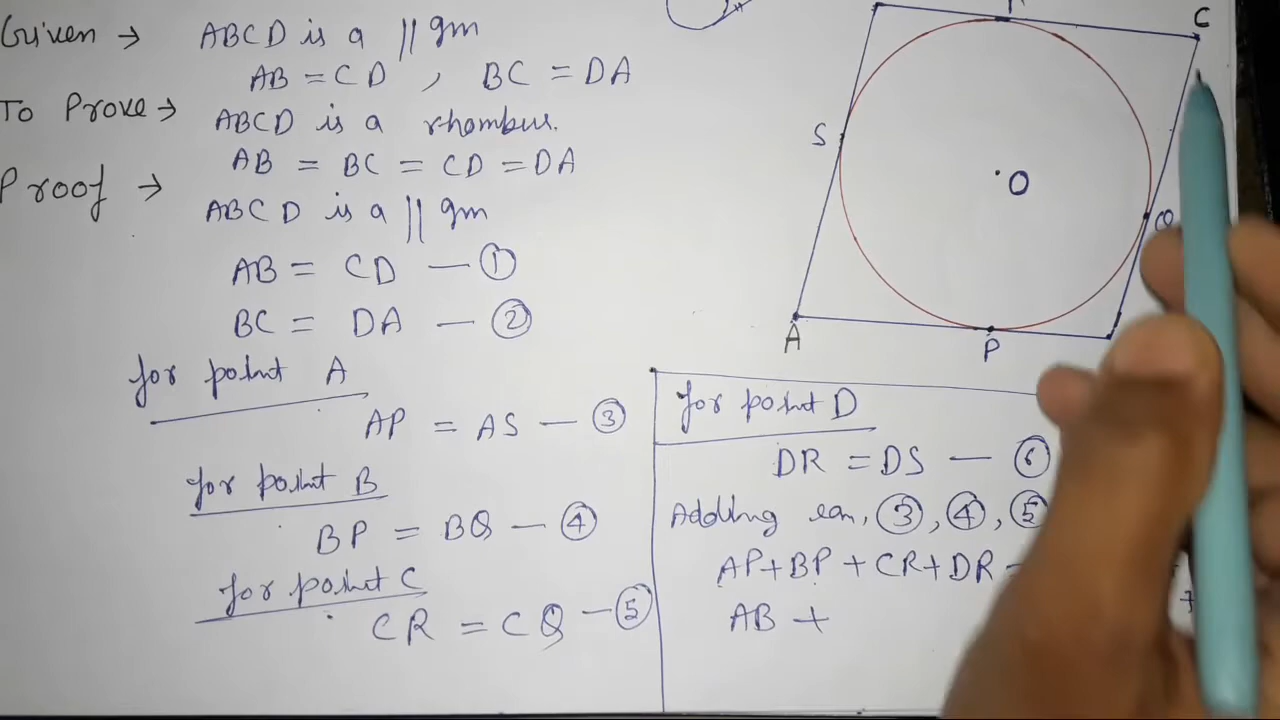 Given → ABCD is a || gm
AB = CD , BC = DA
To Prove → ABCD is a rhombus.
AB = BC = CD = DA
Proof → ABCD is a || gm
AB = CD — ①
BC = DA — ②
for point A
AP = AS — ③
for point B
BP = BQ — ④
for point C
CR = CQ — ⑤
for point D
DR = DS — ⑥
Adding eqn, ③, ④, ⑤
AP+BP + CR+DR
AB +
C
S
O
Q
A
P